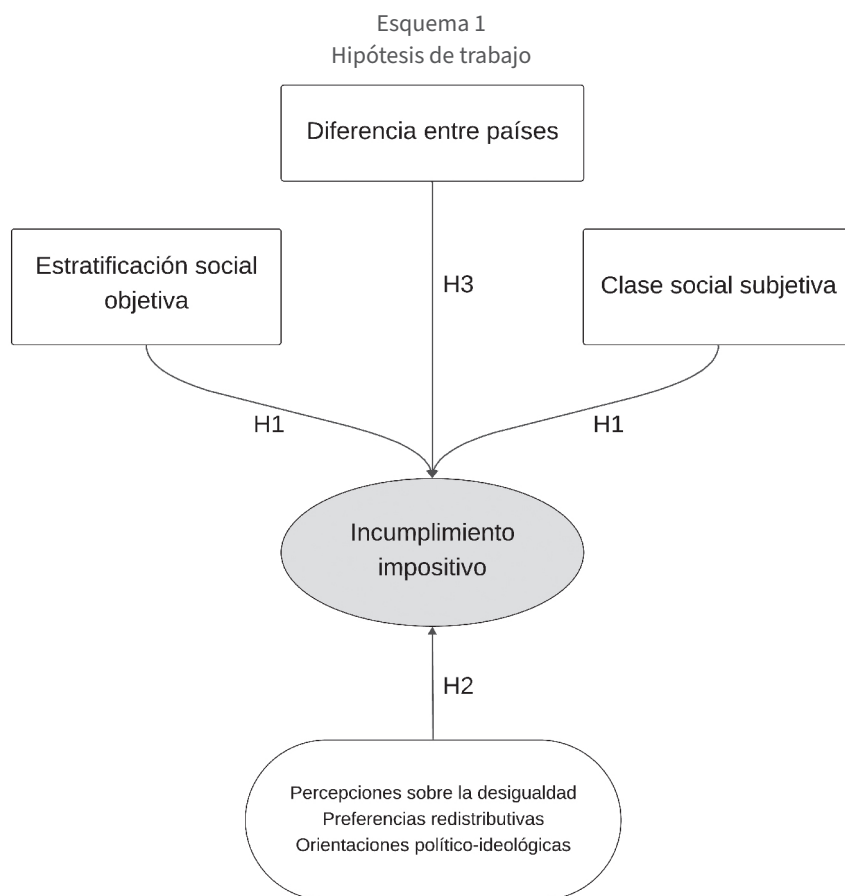 Esquema 1
Hipótesis de trabajo
Diferencia entre países
Estratificación social
objetiva
Clase social subjetiva
H3
H1
H1
Incumplimiento
impositivo
H2
Percepciones sobre la desigualdad
Preferencias redistributivas
Orientaciones político-ideológicas